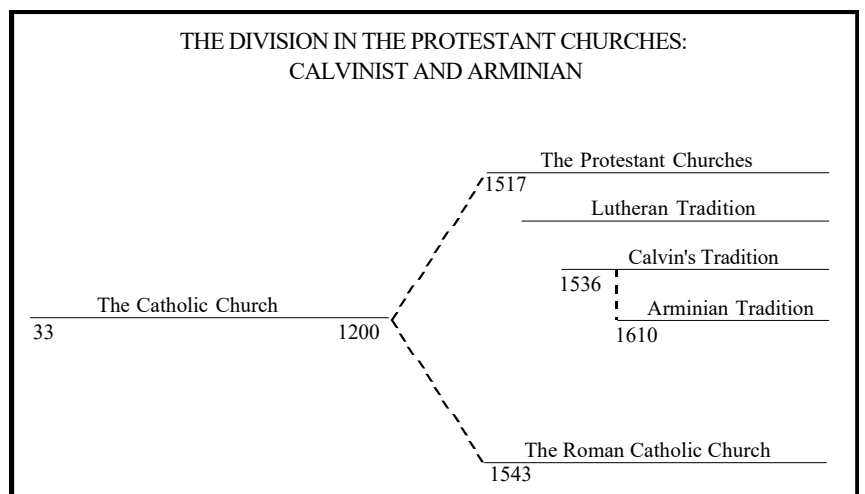 THE DIVISION IN THE PROTESTANT CHURCHES:
CALVINIST AND ARMINIAN
The Protestant Churches
1517
Lutheran Tradition
Calvin's Tradition
1536
The Catholic Church
Arminian Tradition
33
1200
1610
The Roman Catholic Church
1543